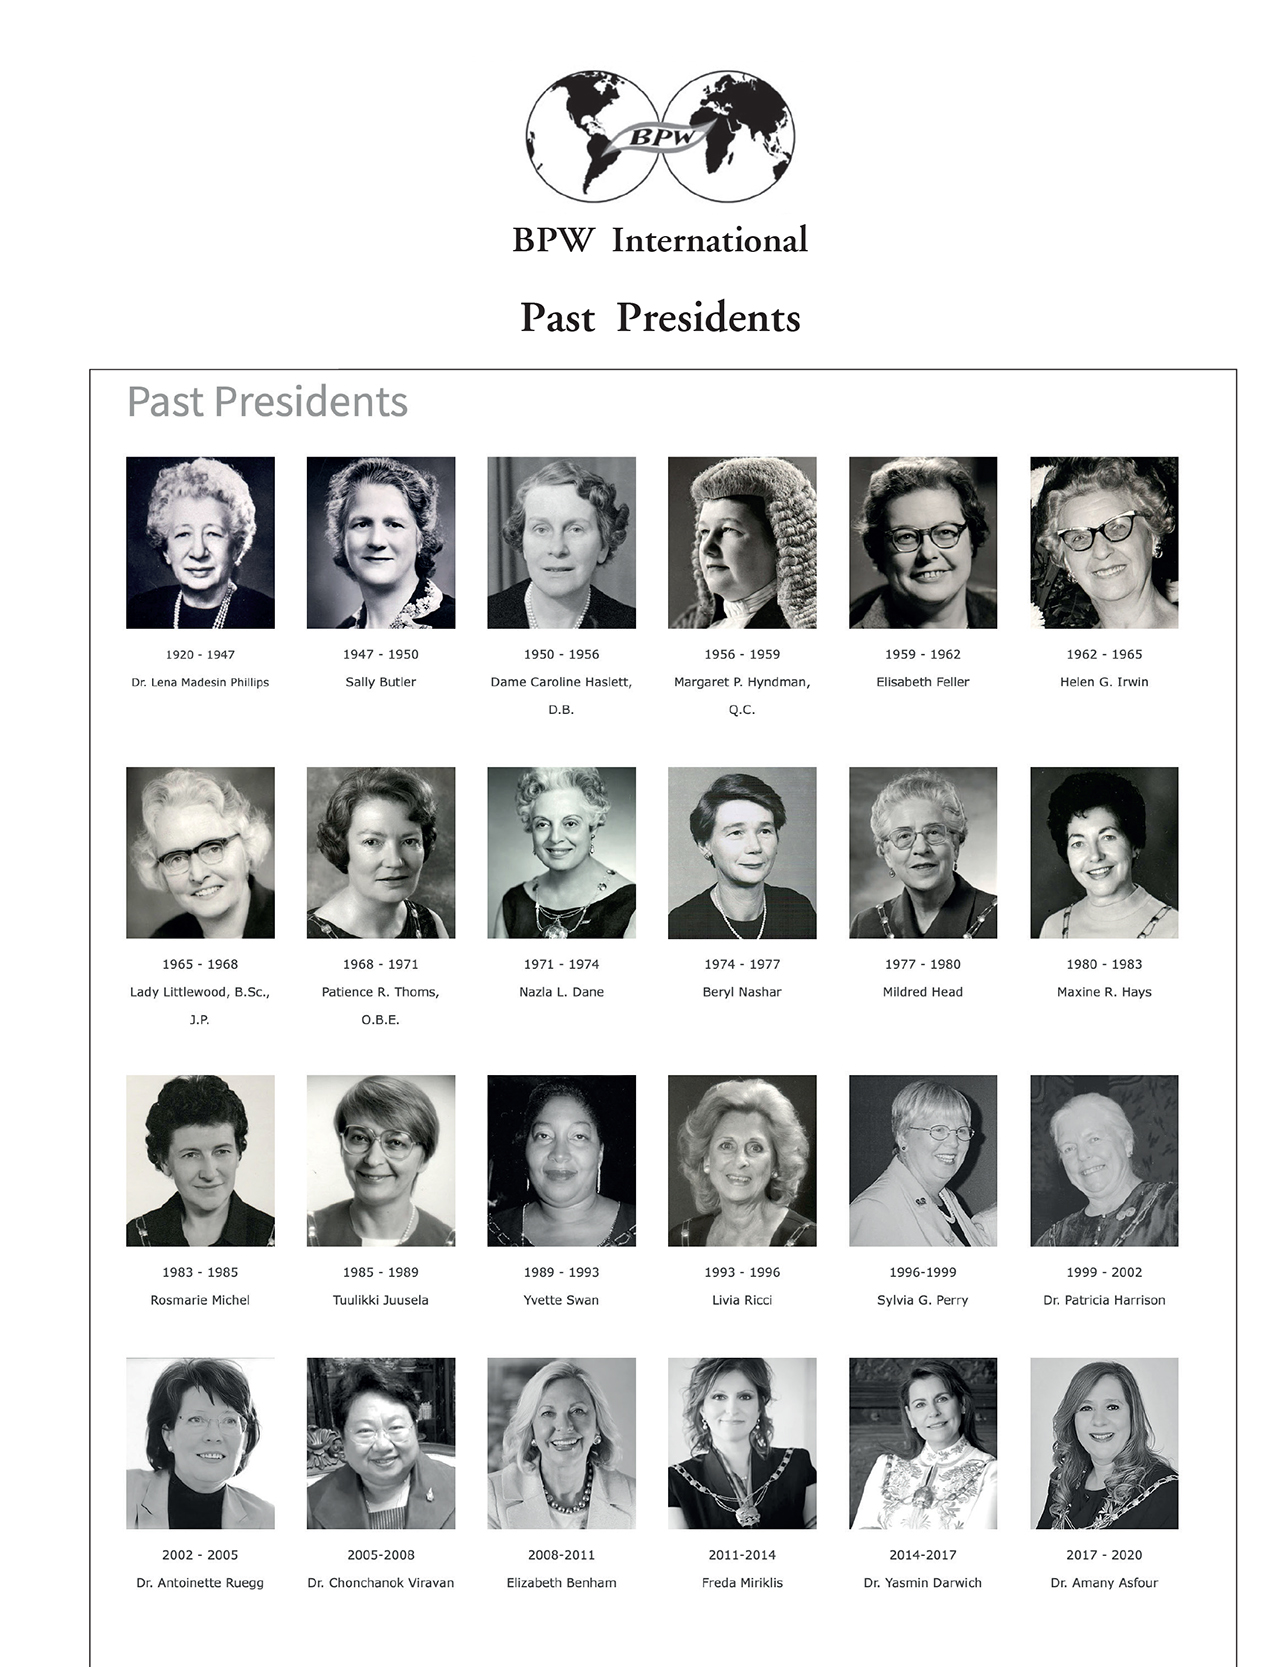 BPW
BPW International
Past Presidents
Past Presidents
1920 - 1947
Dr. Lena Madesin Phillips
1947 - 1950
Sally Butler
1950 - 1956
Dame Caroline Haslett,
D.B.
1956 - 1959
Margaret P. Hyndman,
Q.C.
1959 - 1962
Elisabeth Feller
1962 - 1965
Helen G. Irwin
1965 - 1968
Lady Littlewood, B.Sc.,
J.P.
1968 - 1971
Patience R. Thoms,
O.B.E.
1971 - 1974
Nazla L. Dane
1974 - 1977
Beryl Nashar
1977 - 1980
Mildred Head
1980 - 1983
Maxine R. Hays
1983 - 1985
Rosmarie Michel
1985 - 1989
Tuulikki Juusela
1989 - 1993
Yvette Swan
1993 - 1996
Livia Ricci
1996-1999
Sylvia G. Perry
1999 - 2002
Dr. Patricia Harrison
2002 - 2005
Dr. Antoinette Ruegg
2005-2008
Dr. Chonchanok Viravan
2008-2011
Elizabeth Benham
2011-2014
Freda Miriklis
2014-2017
Dr. Yasmin Darwich
2017 - 2020
Dr. Amany Asfour